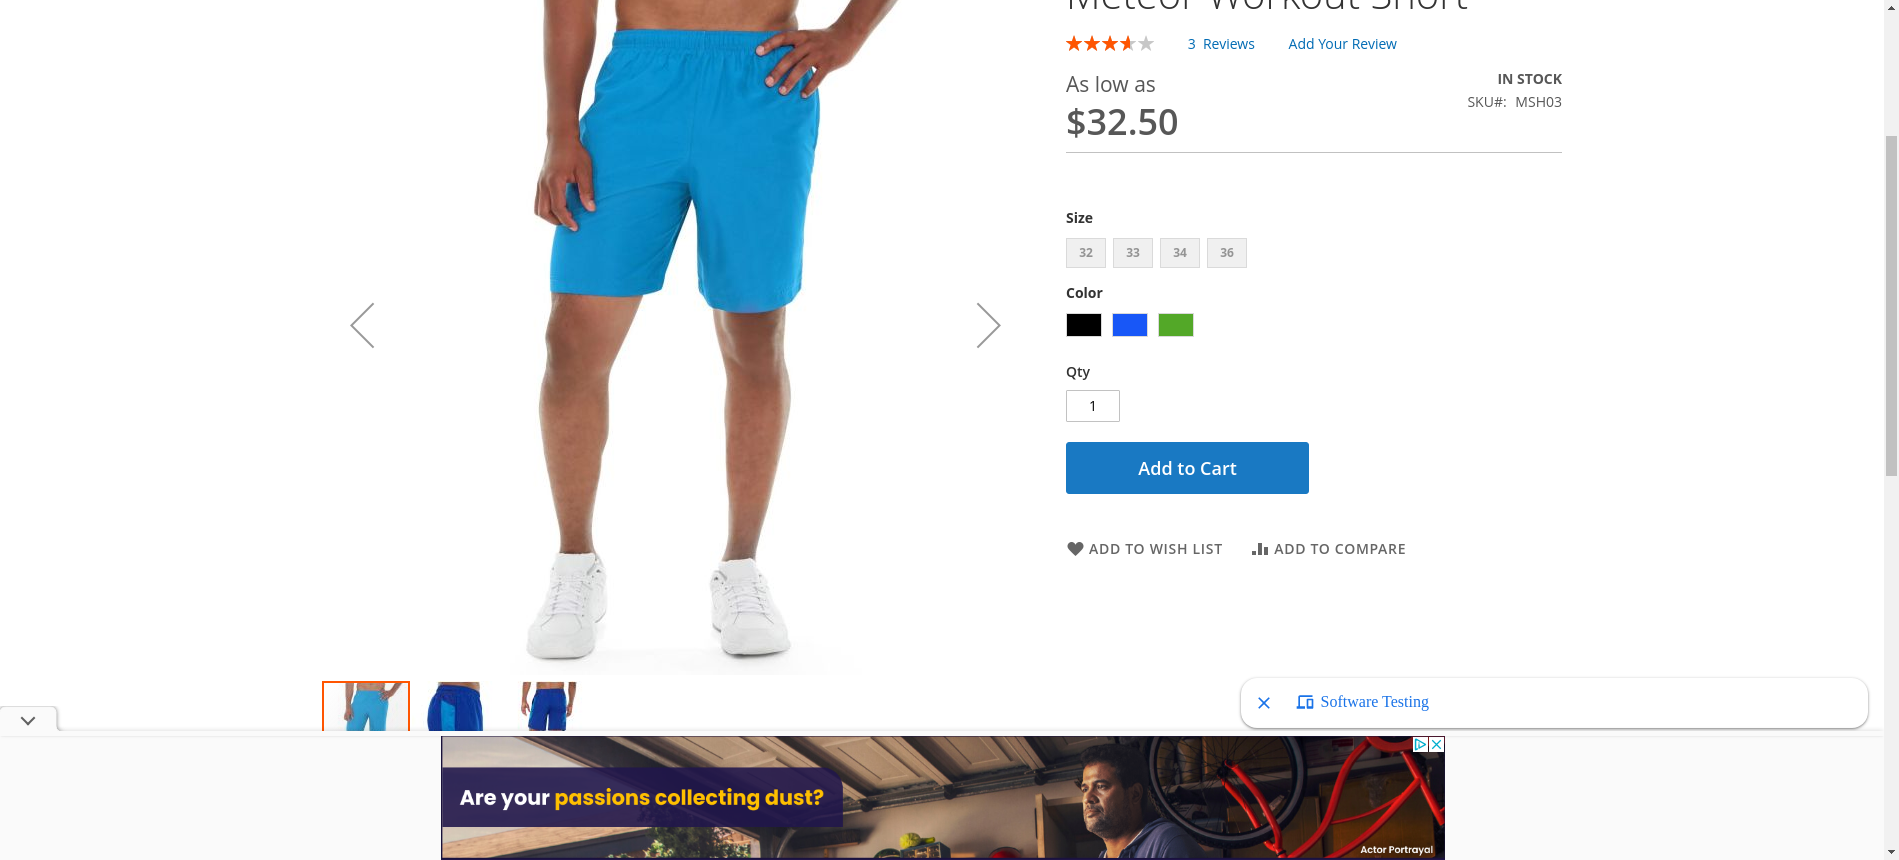 Meteor Workout Short
3 Reviews Add Your Review
As low as
IN STOCK
$32.50
SKU#: MSH03
Size
32 33 34 36
Color
Qty
1
Add to Cart
ADD TO WISH LIST ADD TO COMPARE
Software Testing
Are your passions collecting dust?
Actor Portrayal